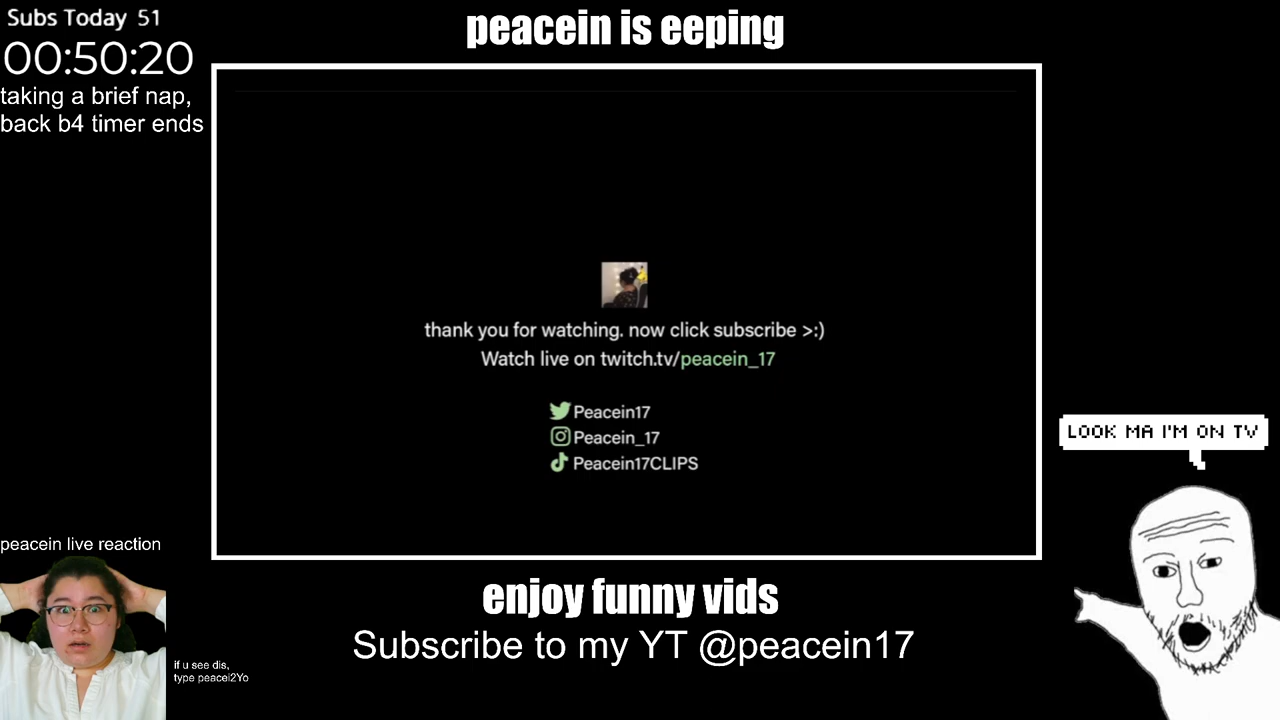 Subs Today 51
00:50:20
taking a brief nap,
back b4 timer ends
peacein is eeping
thank you for watching. now click subscribe >:)
Watch live on twitch.tv/peacein_17
Peacein17
Peacein_17
Peacein17CLIPS
LOOK MA I'M ON TV
peacein live reaction
if u see dis,
type peacei2Yo
enjoy funny vids
Subscribe to my YT @peacein17